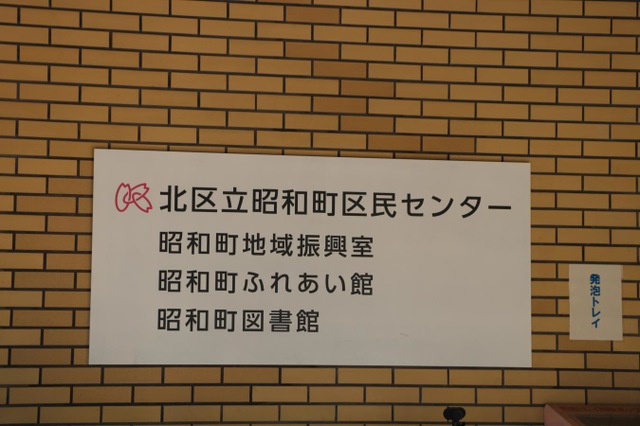 北区立昭和町区民センター
昭和町地域振興室
昭和町ふれあい館
昭和町図書館
発泡トレイ